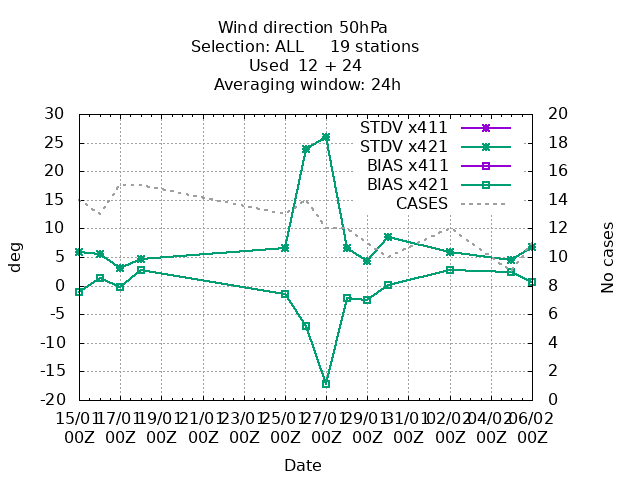 Wind direction 50hPa
Selection: ALL     19 stations
Used  12 + 24
Averaging window: 24h
30 25 20 15 10 5 0 -5 -10 -15 -20
deg
20 18 16 14 12 10 8 6 4 2 0
No cases
STDV x411
STDV x421
BIAS x411
BIAS x421
CASES
15/01 17/01 19/01 21/01 23/01 25/01 27/01 29/01 31/01 02/02 04/02 06/02
00Z 00Z 00Z 00Z 00Z 00Z 00Z 00Z 00Z 00Z 00Z 00Z
Date